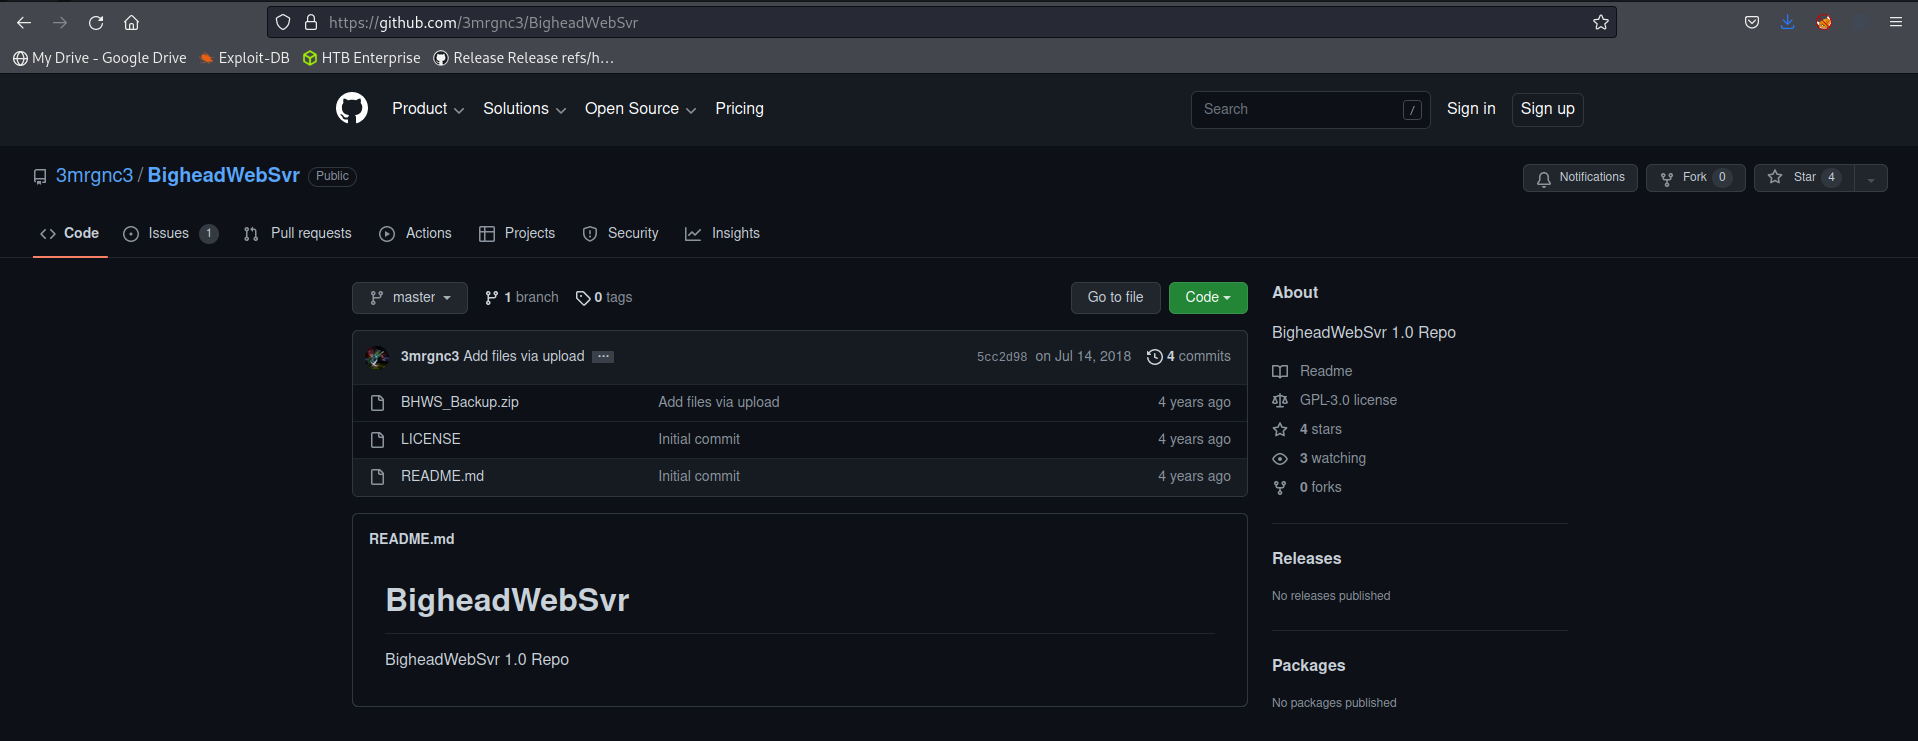 https://github.com/3mrgnc3/BigheadWebSvr
My Drive - Google Drive Exploit-DB HTB Enterprise Release Release refs/h…
Product Solutions Open Source Pricing Search / Sign in Sign up
3mrgnc3 / BigheadWebSvr Public Notifications Fork 0 Star 4
Code Issues 1 Pull requests Actions Projects Security Insights
master 1 branch 0 tags Go to file Code
3mrgnc3 Add files via upload ··· 5cc2d98 on Jul 14, 2018 4 commits
BHWS_Backup.zip Add files via upload 4 years ago
LICENSE Initial commit 4 years ago
README.md Initial commit 4 years ago
README.md
BigheadWebSvr
BigheadWebSvr 1.0 Repo
About
BigheadWebSvr 1.0 Repo
Readme
GPL-3.0 license
4 stars
3 watching
0 forks
Releases
No releases published
Packages
No packages published